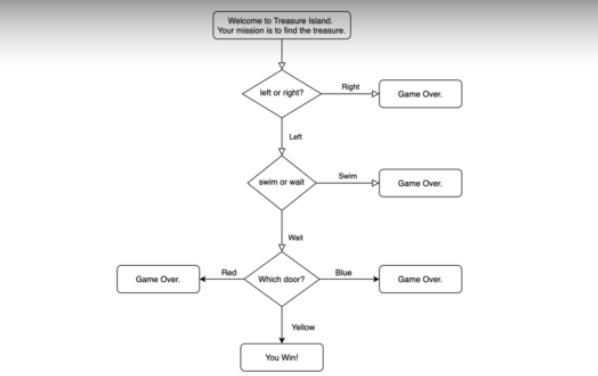 Welcome to Treasure Island.
Your mission is to find the treasure.
left or right?
Right
Game Over.
Left
swim or wait
Swim
Game Over.
Wait
Game Over.
Red
Which door?
Blue
Game Over.
Yellow
You Win!